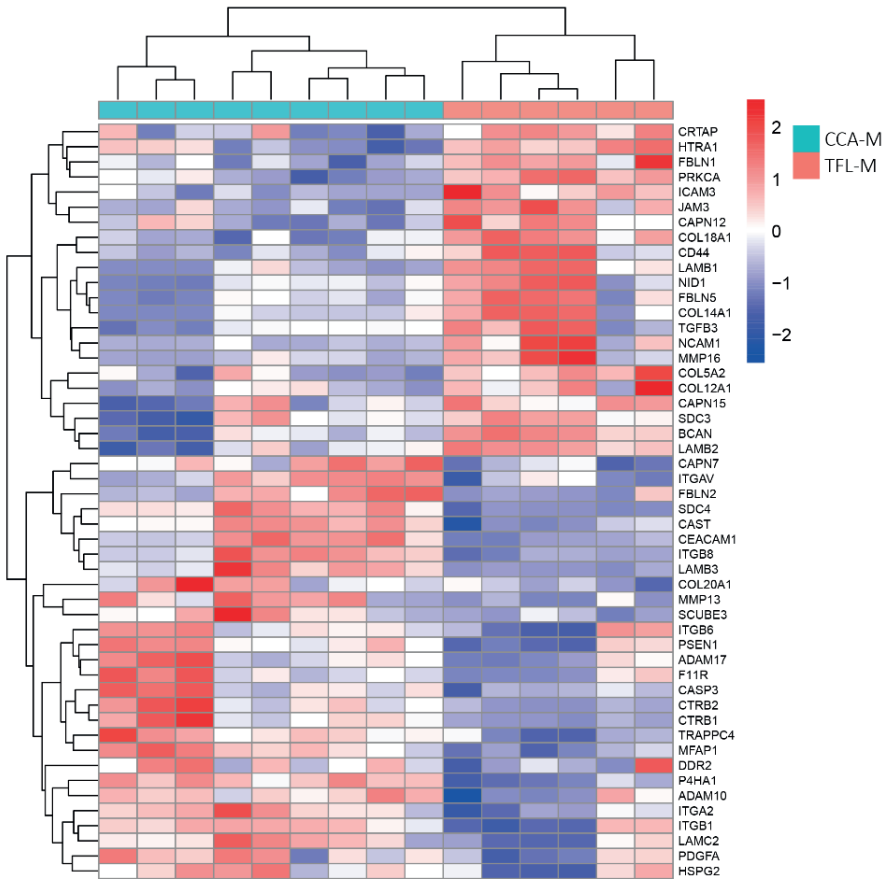 CRTAP
HTRA1
FBLN1
PRKCA
ICAM3
JAM3
CAPN12
COL18A1
CD44
LAMB1
NID1
FBLN5
COL14A1
TGFB3
NCAM1
MMP16
COL5A2
COL12A1
CAPN15
SDC3
BCAN
LAMB2
CAPN7
ITGAV
FBLN2
SDC4
CAST
CEACAM1
ITGB8
LAMB3
COL20A1
MMP13
SCUBE3
ITGB6
PSEN1
ADAM17
F11R
CASP3
CTRB2
CTRB1
TRAPPC4
MFAP1
DDR2
P4HA1
ADAM10
ITGA2
ITGB1
LAMC2
PDGFA
HSPG2
2
1
0
−1
−2
CCA-M
TFL-M